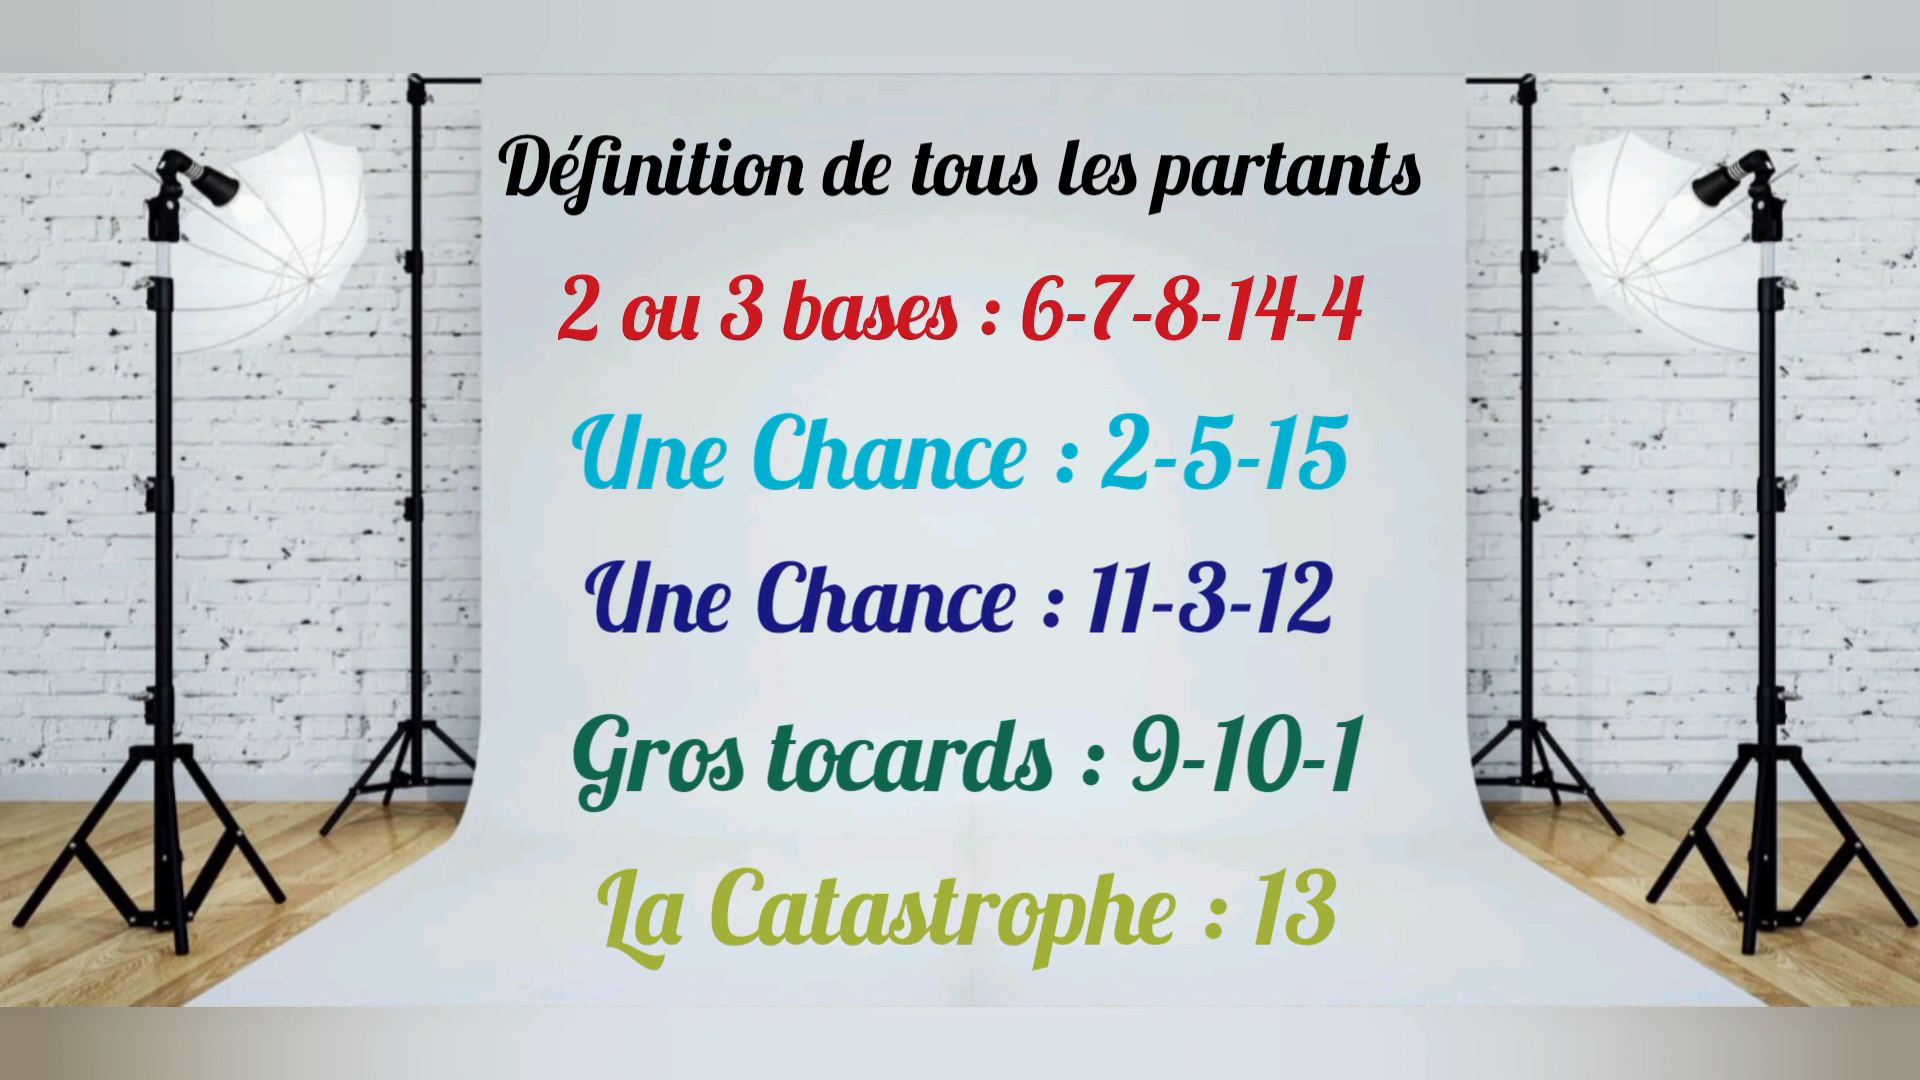 Définition de tous les partants
2 ou 3 bases : 6-7-8-14-4
Une Chance : 2-5-15
Une Chance : 11-3-12
Gros tocards : 9-10-1
La Catastrophe : 13